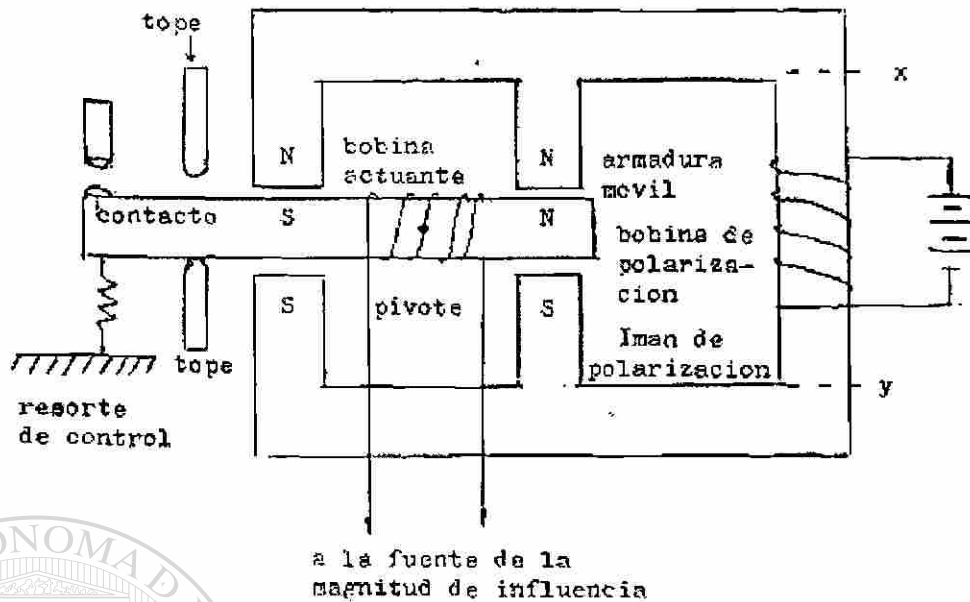 tope
x
N
bobina
actuante
N
armadura
movil
contacto
S
N
bobina de
polariza-
cion
S
pivote
S
Iman de
polarizacion
tope
y
resorte
de control
a la fuente de la
magnitud de influencia
ONOMA D